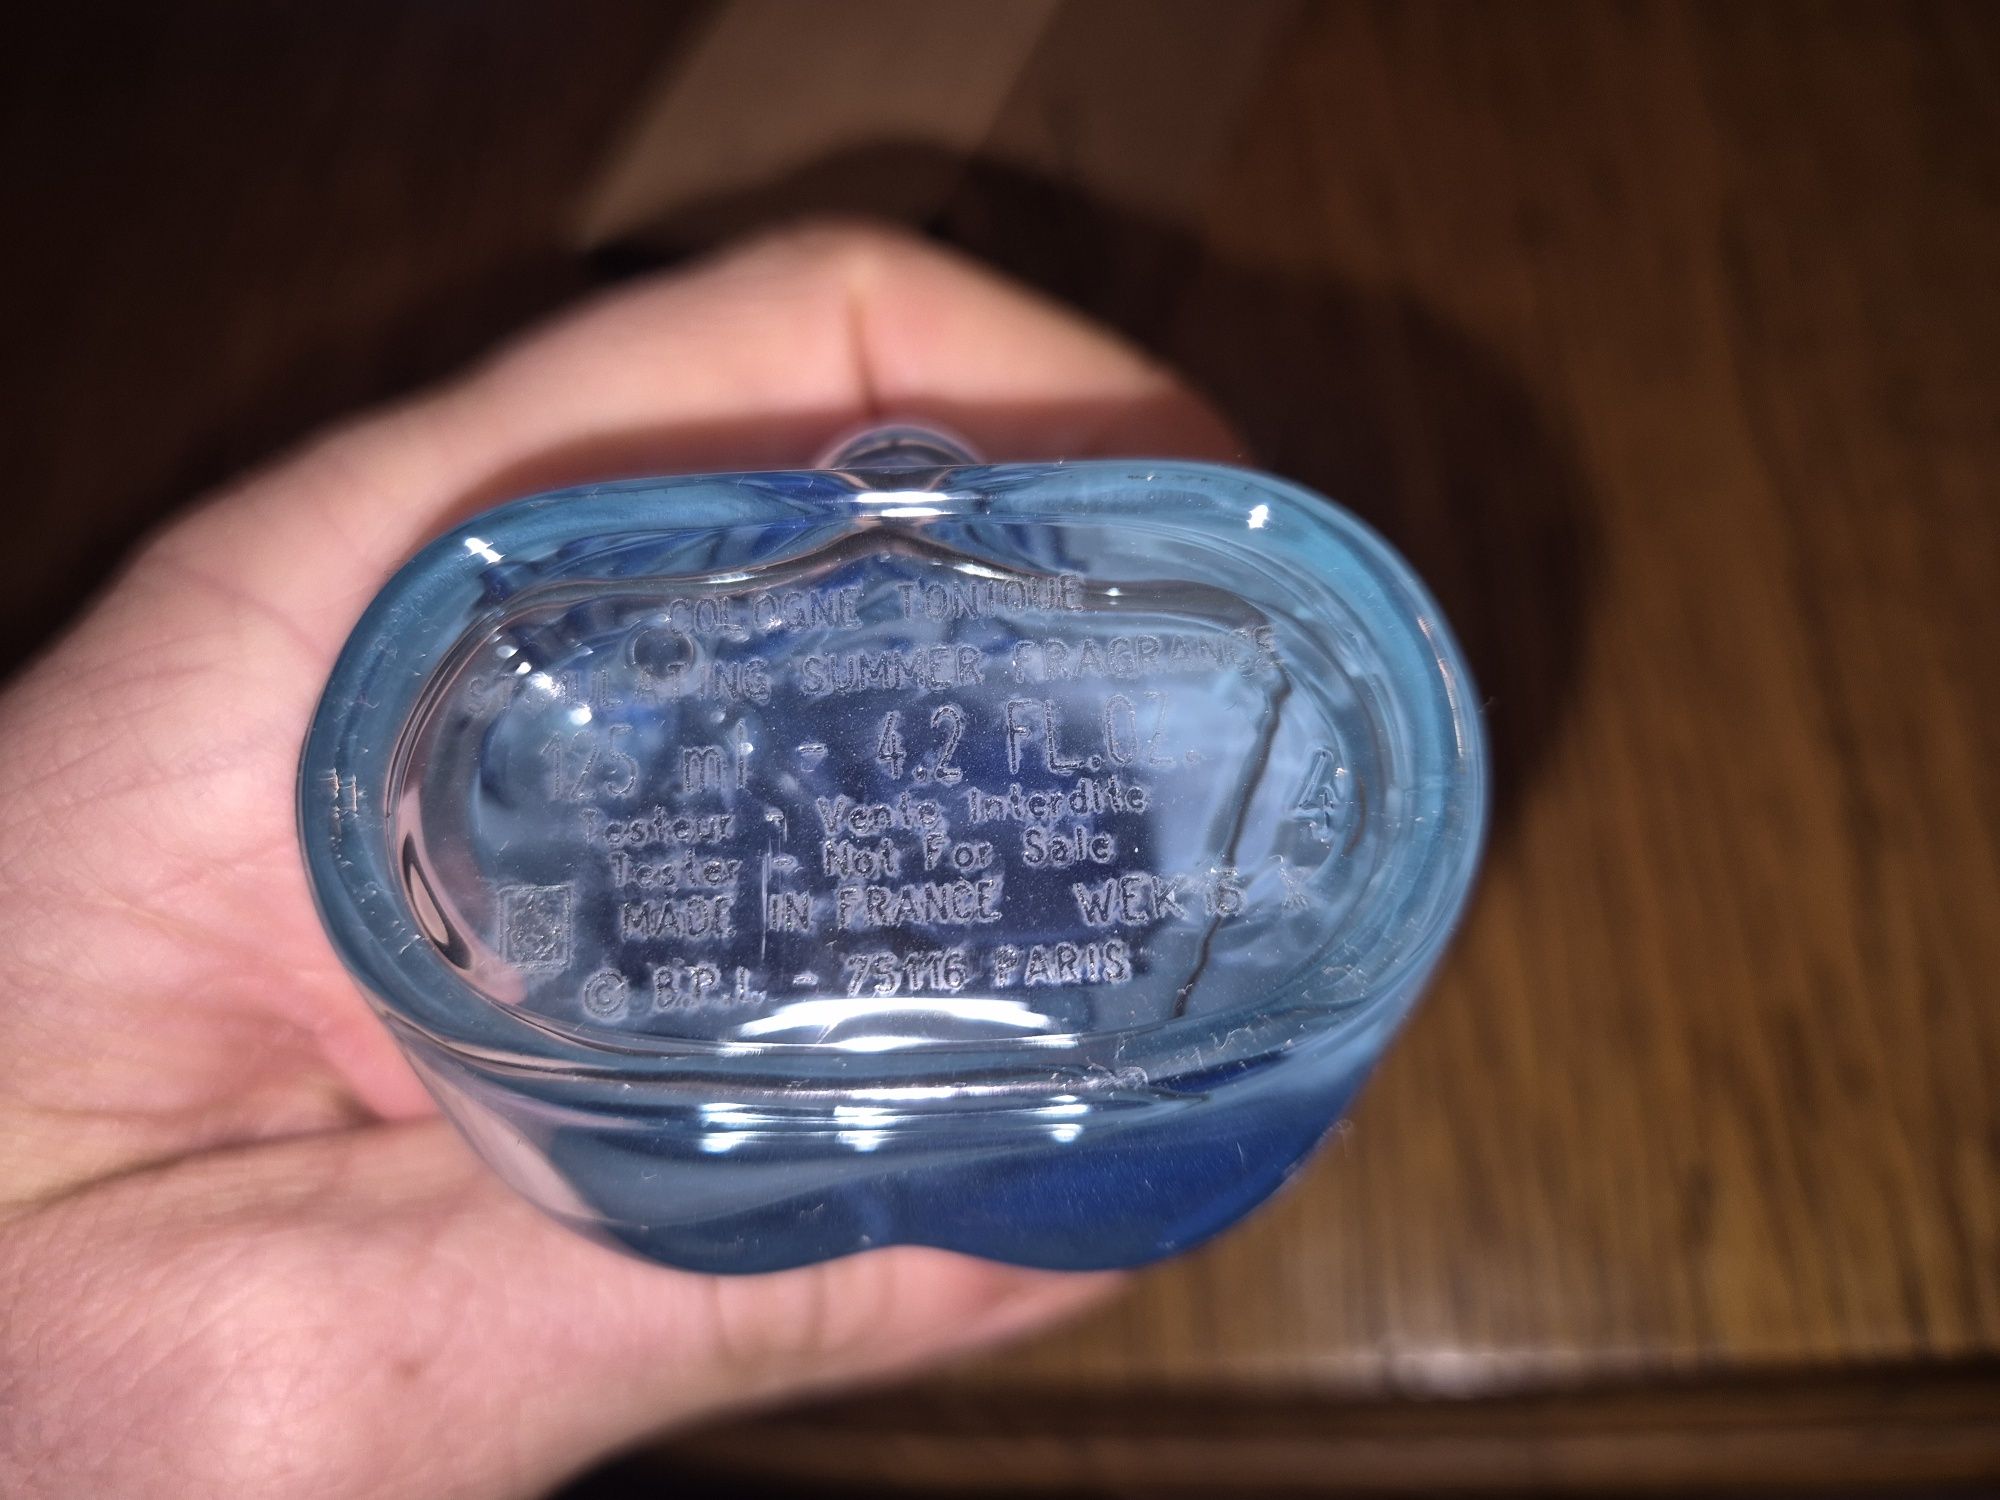 COLOGNE TONIQUE
STIMULATING SUMMER FRAGRANCE
125 ml - 4.2 FL.OZ.
4
Testeur - Vente Interdite
Tester - Not For Sale
MADE IN FRANCE WEK 16
© B.P.I. - 75116 PARIS